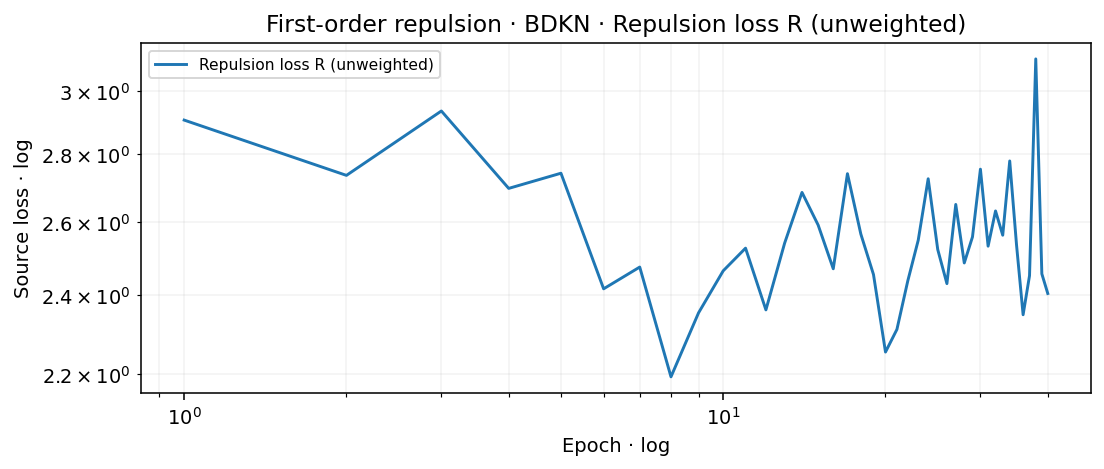 First-order repulsion · BDKN · Repulsion loss R (unweighted)
Repulsion loss R (unweighted)
Source loss · log
3 × 10⁰
2.8 × 10⁰
2.6 × 10⁰
2.4 × 10⁰
2.2 × 10⁰
10⁰ 10¹
Epoch · log